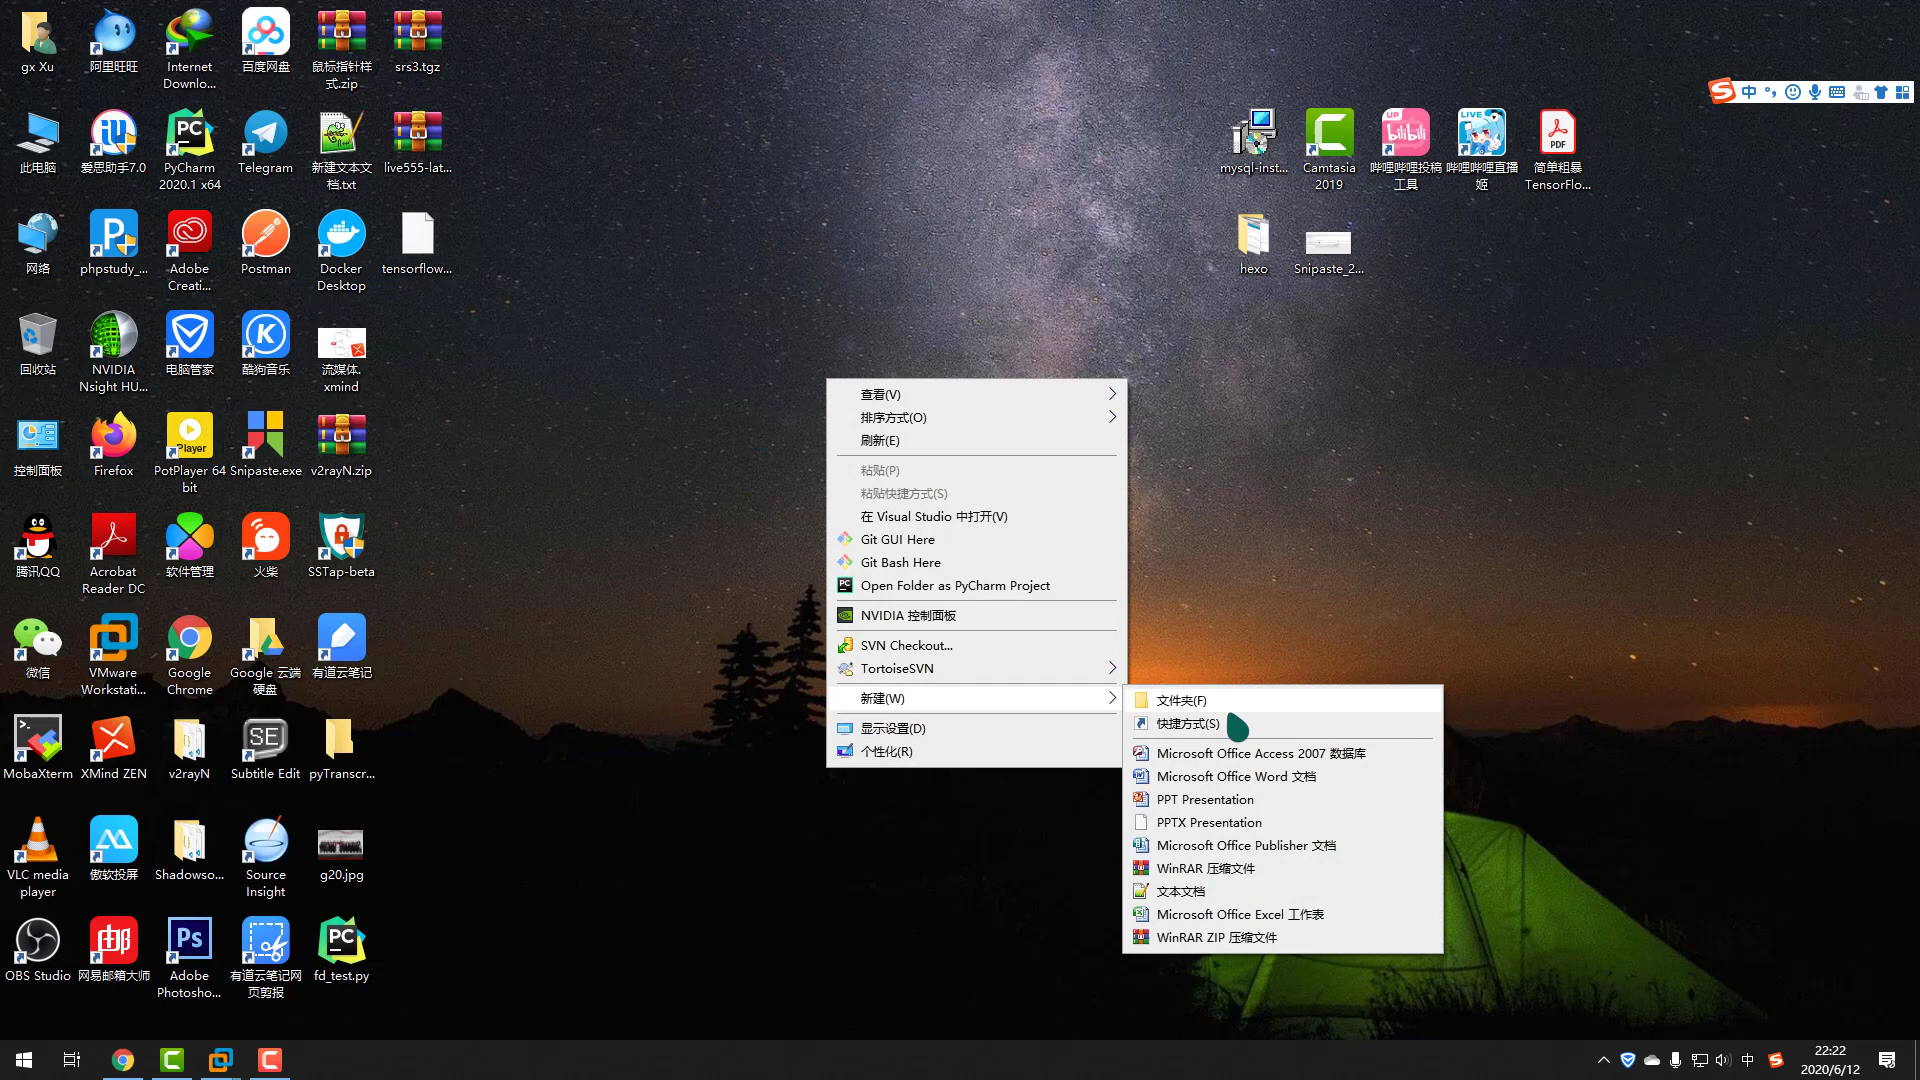 gx Xu
阿里旺旺
Internet
Downlo...
百度网盘
鼠标指针样
式.zip
srs3.tgz
此电脑
爱思助手7.0
PyCharm
2020.1 x64
Telegram
新建文本文
档.txt
live555-lat...
网络
phpstudy_...
Adobe
Creati...
Postman
Docker
Desktop
tensorflow...
回收站
NVIDIA
Nsight HU...
电脑管家
酷狗音乐
流媒体.
xmind
控制面板
Firefox
Player
PotPlayer 64
bit
Snipaste.exe
v2rayN.zip
腾讯QQ
Acrobat
Reader DC
软件管理
火柴
SSTap-beta
微信
VMware
Workstati...
Google
Chrome
Google 云端
硬盘
有道云笔记
MobaXterm
XMind ZEN
v2rayN
SE
Subtitle Edit
pyTranscr...
VLC media
player
傲软投屏
Shadowso...
Source
Insight
g20.jpg
OBS Studio
邮
网易邮箱大师
Ps
Adobe
Photosho...
有道云笔记网
页剪报
PC
fd_test.py
mysql-inst...
Camtasia
2019
UP
bilibili
哔哩哔哩投稿
工具
LIVE
哔哩哔哩直播
姬
PDF
简单粗暴
TensorFlo...
hexo
Snipaste_2...
中
查看(V)
排序方式(O)
刷新(E)
粘贴(P)
粘贴快捷方式(S)
在 Visual Studio 中打开(V)
Git GUI Here
Git Bash Here
Open Folder as PyCharm Project
NVIDIA 控制面板
SVN Checkout...
TortoiseSVN
新建(W)
显示设置(D)
个性化(R)
文件夹(F)
快捷方式(S)
Microsoft Office Access 2007 数据库
Microsoft Office Word 文档
PPT Presentation
PPTX Presentation
Microsoft Office Publisher 文档
WinRAR 压缩文件
文本文档
Microsoft Office Excel 工作表
WinRAR ZIP 压缩文件
中
22:22
2020/6/12